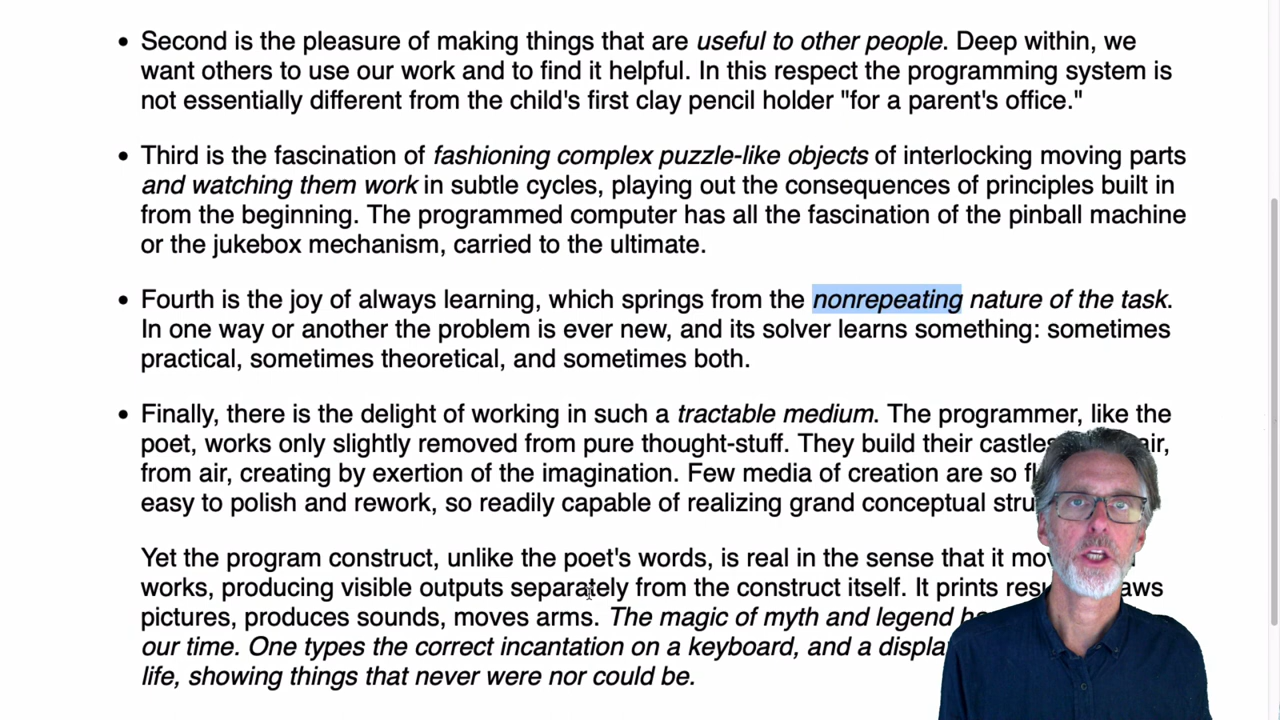 • Second is the pleasure of making things that are useful to other people. Deep within, we
want others to use our work and to find it helpful. In this respect the programming system is
not essentially different from the child's first clay pencil holder "for a parent's office."
• Third is the fascination of fashioning complex puzzle-like objects of interlocking moving parts
and watching them work in subtle cycles, playing out the consequences of principles built in
from the beginning. The programmed computer has all the fascination of the pinball machine
or the jukebox mechanism, carried to the ultimate.
• Fourth is the joy of always learning, which springs from the nonrepeating nature of the task.
In one way or another the problem is ever new, and its solver learns something: sometimes
practical, sometimes theoretical, and sometimes both.
• Finally, there is the delight of working in such a tractable medium. The programmer, like the
poet, works only slightly removed from pure thought-stuff. They build their castles air,
from air, creating by exertion of the imagination. Few media of creation are so
easy to polish and rework, so readily capable of realizing grand conceptual
Yet the program construct, unlike the poet's words, is real in the sense that it
works, producing visible outputs separately from the construct itself. It prints
pictures, produces sounds, moves arms. The magic of myth and legend
our time. One types the correct incantation on a keyboard, and a
life, showing things that never were nor could be.